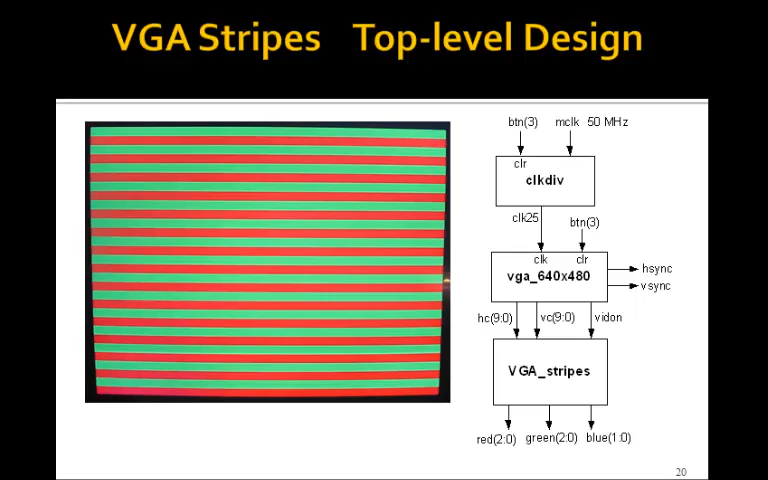 VGA Stripes Top-level Design
btn(3) mclk 50 MHz
clr
clkdiv
clk25
btn(3)
clk clr
vga_640x480
hsync
vsync
hc(9:0) vc(9:0) vidon
VGA_stripes
red(2:0) green(2:0) blue(1:0)
20